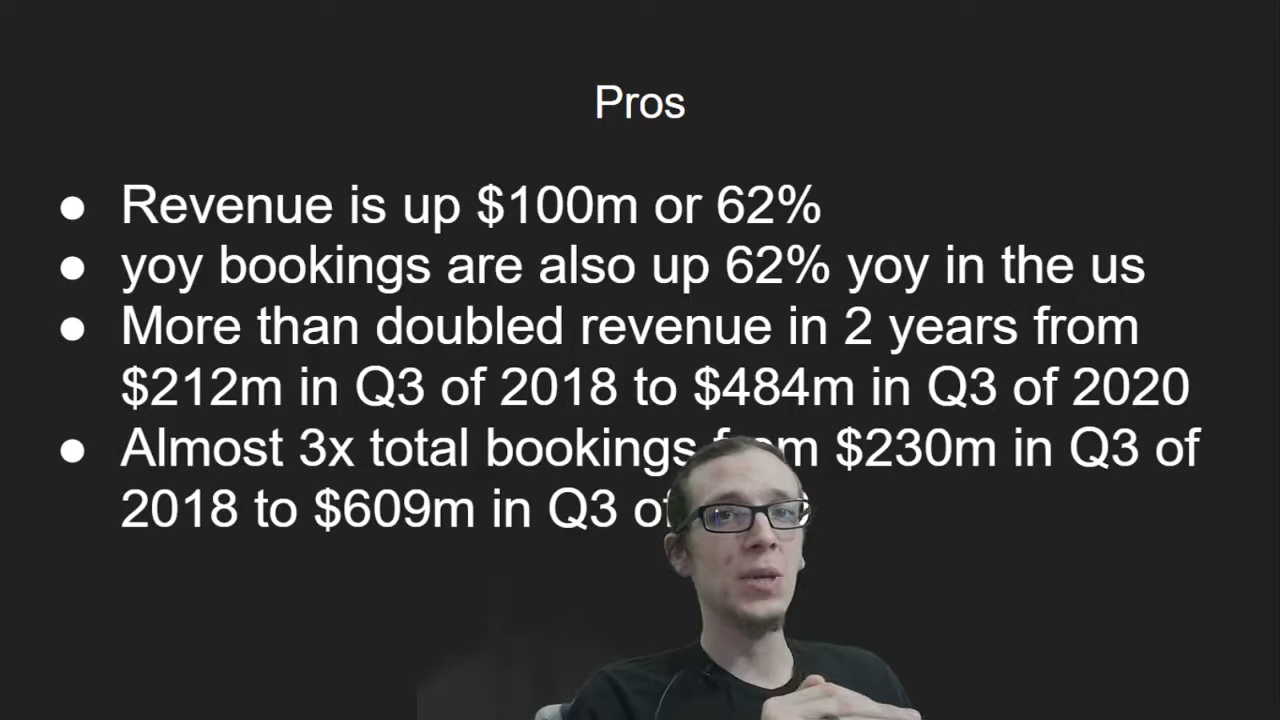 Pros
● Revenue is up $100m or 62%
● yoy bookings are also up 62% yoy in the us
● More than doubled revenue in 2 years from
$212m in Q3 of 2018 to $484m in Q3 of 2020
● Almost 3x total bookings from $230m in Q3 of
2018 to $609m in Q3 of